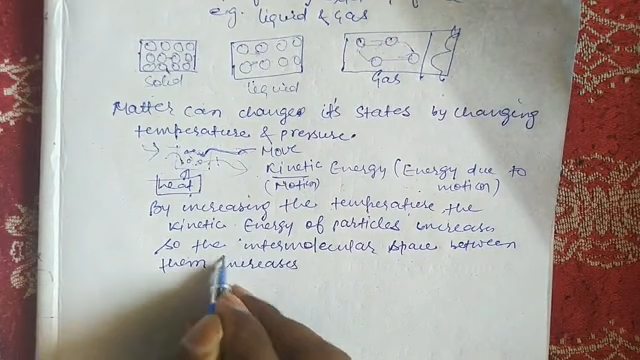 e.g. Liquid & Gas
Solid
Liquid
Gas
Matter can changes it's states by changing
temperature & pressure.
Move
heat
Kinetic Energy (Energy due to
(Motion)
motion)
By increasing the temperature the
kinetic Energy of particles increases
So the intermolecular space between
them increases